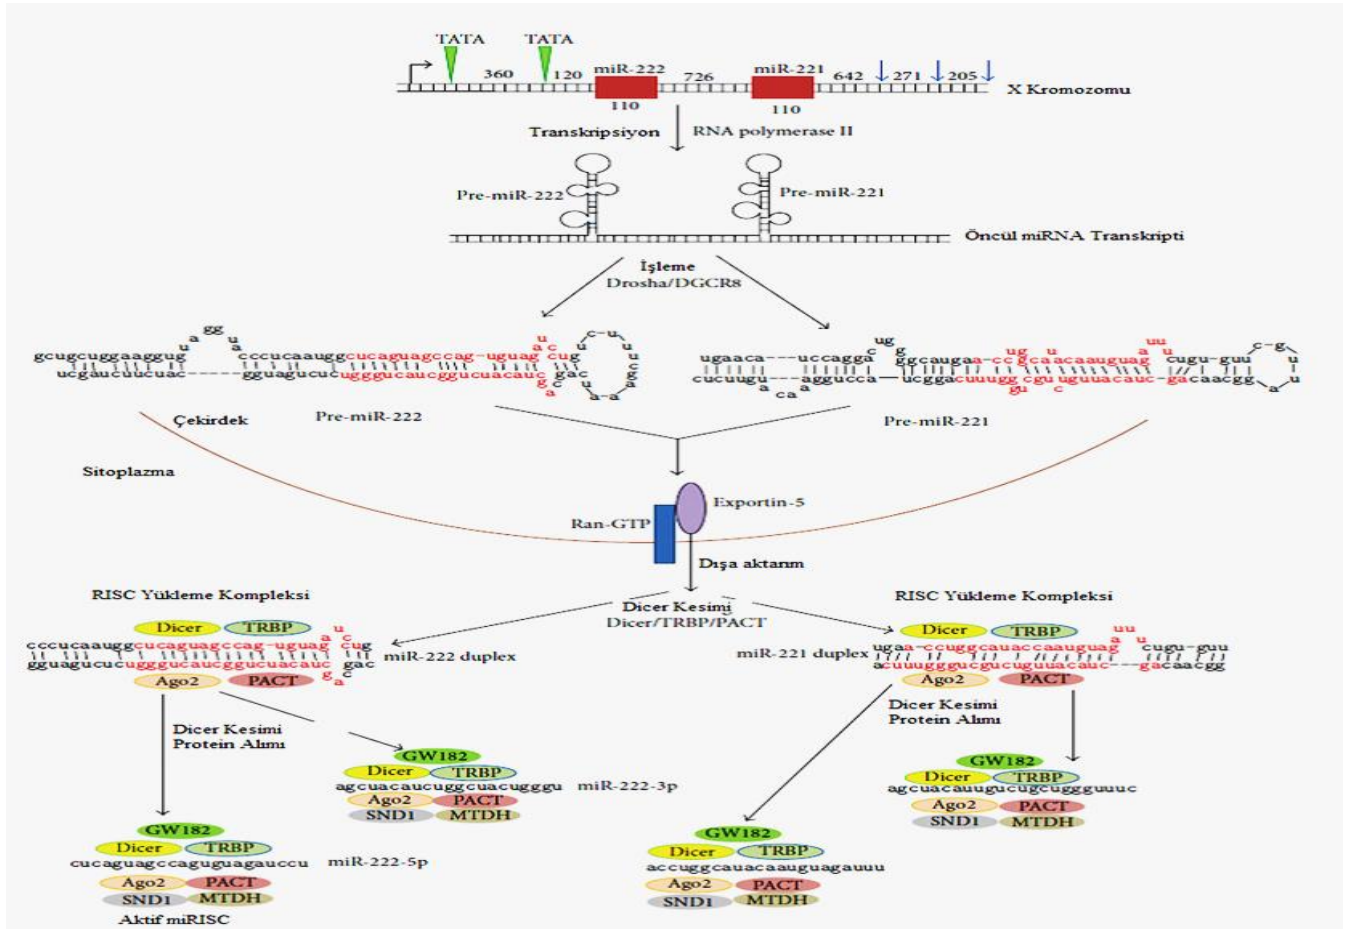 TATA TATA
360 120 miR-222 726 miR-221 642 271 205
X Kromozomu
110 110
Transkripsiyon RNA polymerase II
Pre-miR-222 Pre-miR-221
Öncül miRNA Transkripti
İşleme
Drosha/DGCR8
Pre-miR-222 Pre-miR-221
Çekirdek
Sitoplazma
Exportin-5
Ran-GTP
Dışa aktarım
RISC Yükleme Kompleksi RISC Yükleme Kompleksi
Dicer Kesimi
Dicer/TRBP/PACT
Dicer TRBP Dicer TRBP
cccucaauggcucaguagccag-uguagauccug
gguagucucugggucaucggucuacauc
miR-222 duplex miR-221 duplex
Ago2 PACT Ago2 PACT
Dicer Kesimi
Protein Alımı
Dicer Kesimi
Protein Alımı
GW182
Dicer TRBP
agcuacaucuggcuacugggu miR-222-3p
Ago2 PACT
SND1 MTDH
GW182
Dicer TRBP
agcuacauugucugcuggguuuc
Ago2 PACT
SND1 MTDH
GW182
Dicer TRBP
cucaguagccaguguagauccu miR-222-5p
Ago2 PACT
SND1 MTDH
Aktif miRISC
GW182
Dicer TRBP
accuggcauacaauguagauuu
Ago2 PACT
SND1 MTDH